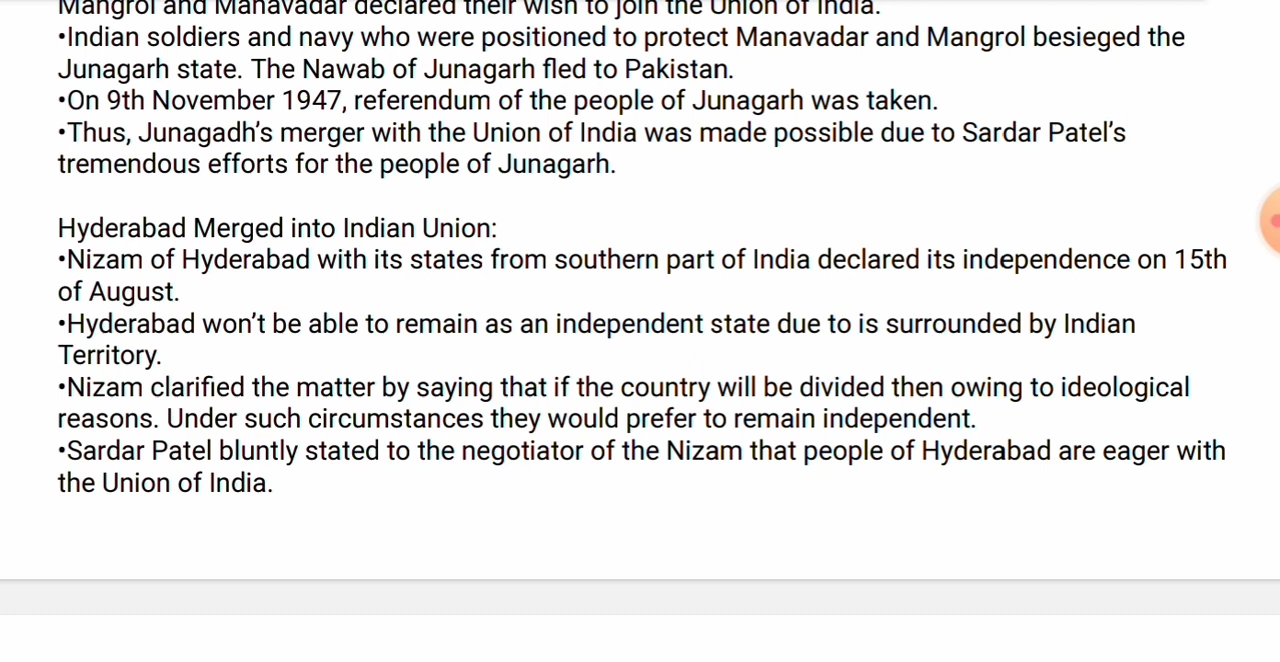 Mangrol and Manavadar declared their wish to join the Union of India.
•Indian soldiers and navy who were positioned to protect Manavadar and Mangrol besieged the
Junagarh state. The Nawab of Junagarh fled to Pakistan.
•On 9th November 1947, referendum of the people of Junagarh was taken.
•Thus, Junagadh's merger with the Union of India was made possible due to Sardar Patel's
tremendous efforts for the people of Junagarh.
Hyderabad Merged into Indian Union:
•Nizam of Hyderabad with its states from southern part of India declared its independence on 15th
of August.
•Hyderabad won't be able to remain as an independent state due to is surrounded by Indian
Territory.
•Nizam clarified the matter by saying that if the country will be divided then owing to ideological
reasons. Under such circumstances they would prefer to remain independent.
•Sardar Patel bluntly stated to the negotiator of the Nizam that people of Hyderabad are eager with
the Union of India.